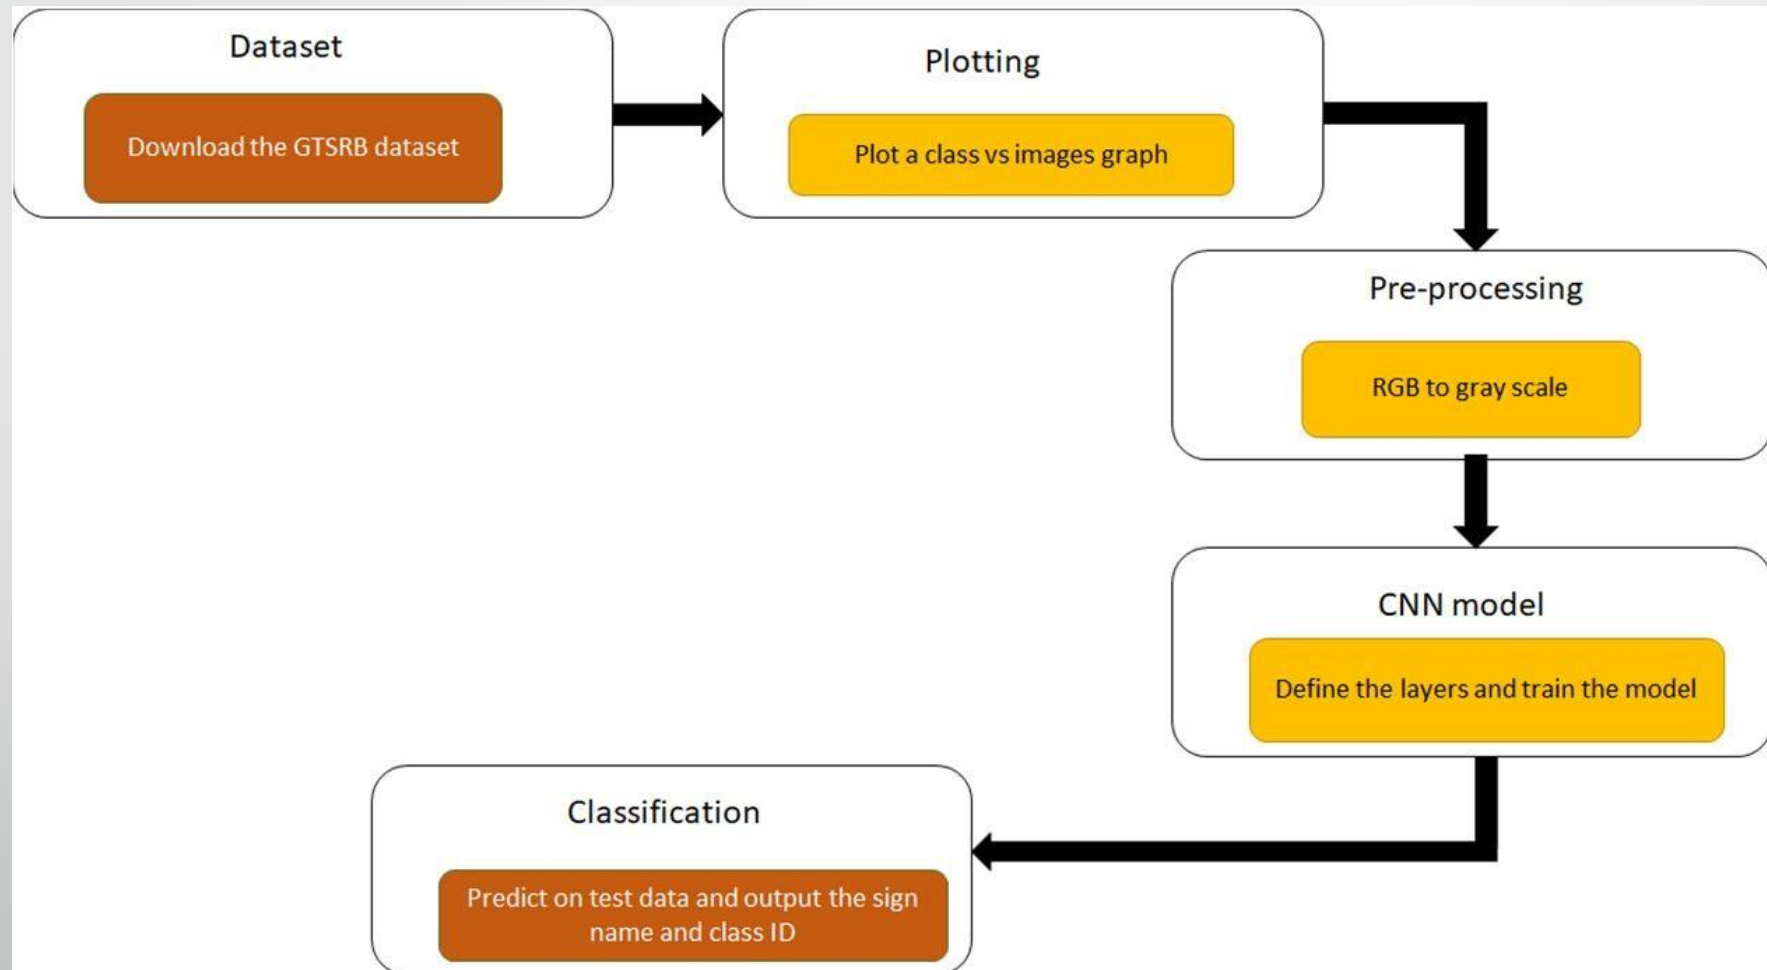 Dataset
Download the GTSRB dataset
Plotting
Plot a class vs images graph
Pre-processing
RGB to gray scale
CNN model
Define the layers and train the model
Classification
Predict on test data and output the sign
name and class ID